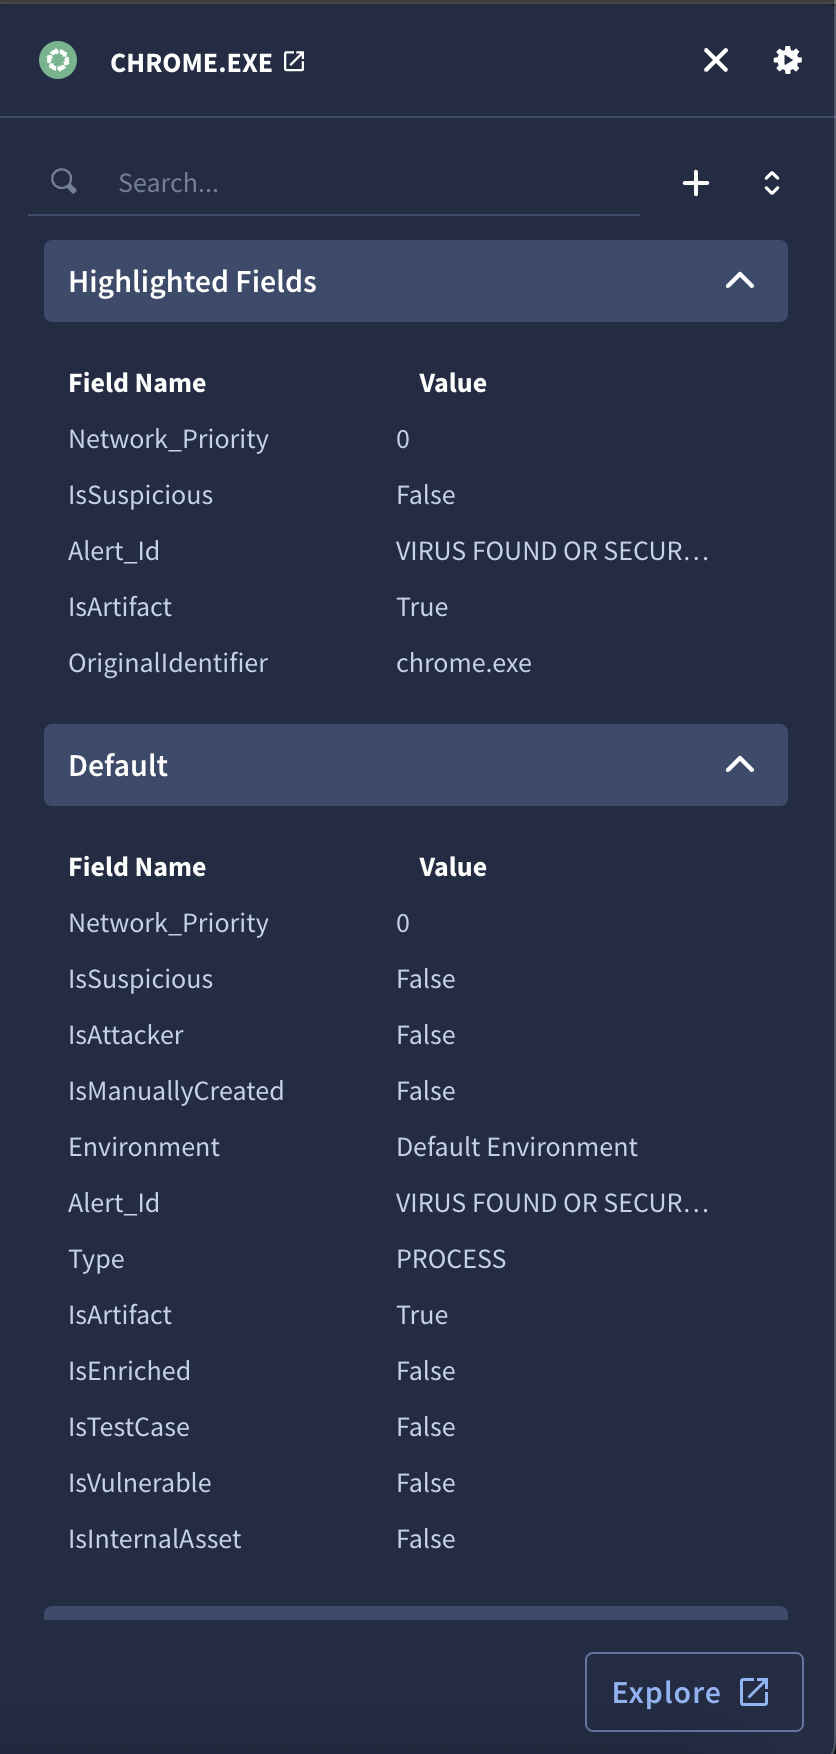 CHROME.EXE
Search...
Highlighted Fields
Field Name Value
Network_Priority 0
IsSuspicious False
Alert_Id VIRUS FOUND OR SECUR...
IsArtifact True
OriginalIdentifier chrome.exe
Default
Field Name Value
Network_Priority 0
IsSuspicious False
IsAttacker False
IsManuallyCreated False
Environment Default Environment
Alert_Id VIRUS FOUND OR SECUR...
Type PROCESS
IsArtifact True
IsEnriched False
IsTestCase False
IsVulnerable False
IsInternalAsset False
Explore